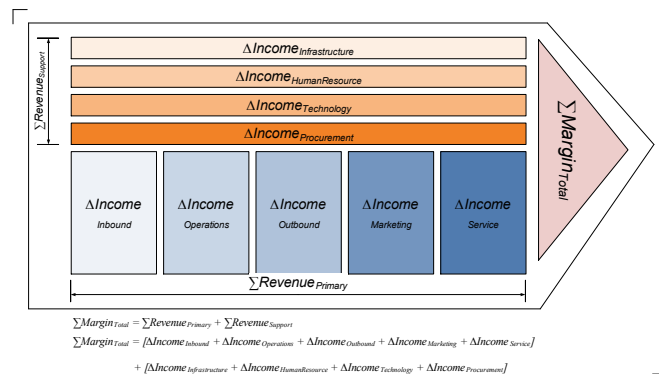 ΔIncome Infrastructure
ΔIncome HumanResource
ΔIncome Technology
ΔIncome Procurement
∑Revenue Support
ΔIncome
Inbound
ΔIncome
Operations
ΔIncome
Outbound
ΔIncome
Marketing
ΔIncome
Service
∑Margin Total
∑Revenue Primary
∑Margin Total = ∑Revenue Primary + ∑Revenue Support
∑Margin Total = [ΔIncome Inbound + ΔIncome Operations + ΔIncome Outbound + ΔIncome Marketing + ΔIncome Service]
+ [ΔIncome Infrastructure + ΔIncome HumanResource + ΔIncome Technology + ΔIncome Procurement]